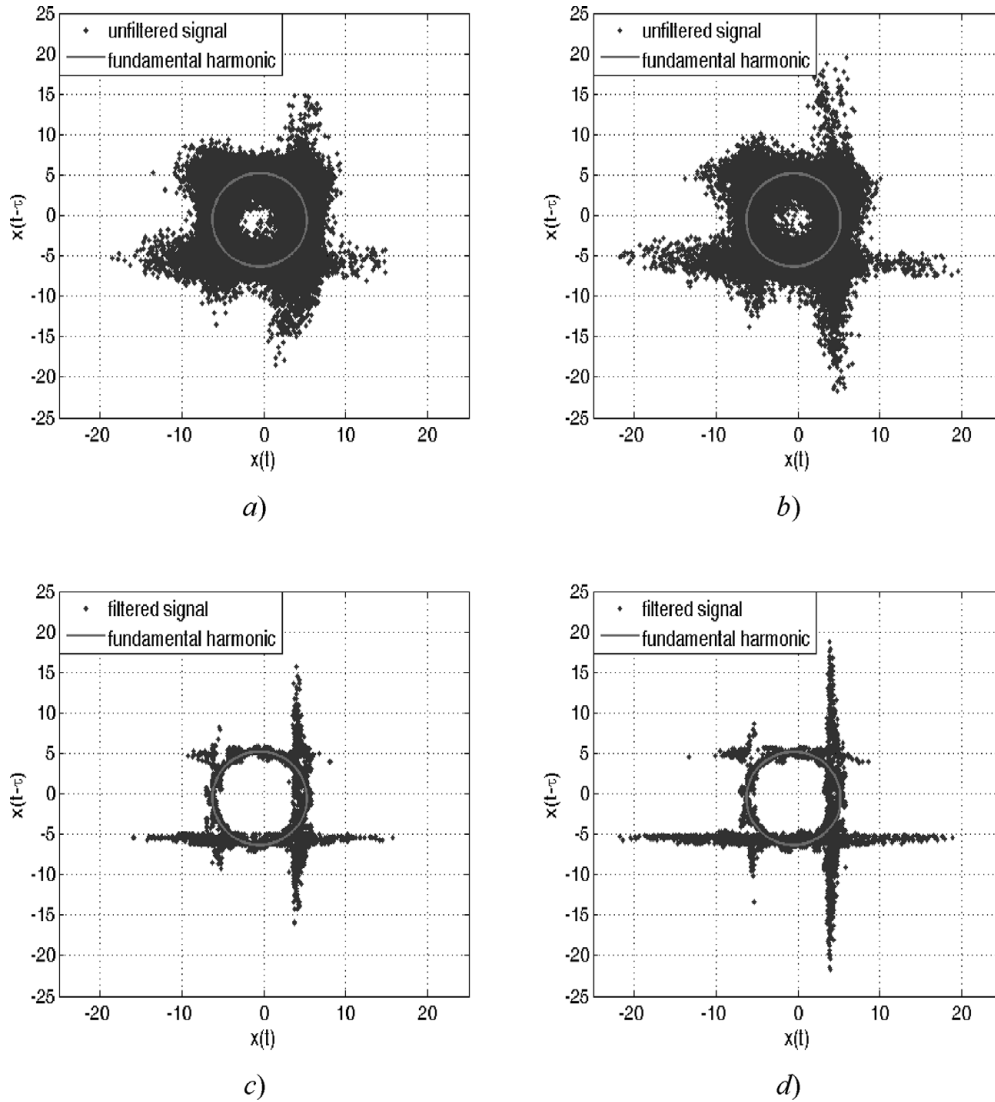 25
20
15
10
5
0
-5
-10
-15
-20
-25
x(t-τ)
unfiltered signal
fundamental harmonic
-20 -10 0 10 20
x(t)
a)
25
20
15
10
5
0
-5
-10
-15
-20
-25
x(t-τ)
unfiltered signal
fundamental harmonic
-20 -10 0 10 20
x(t)
b)
25
20
15
10
5
0
-5
-10
-15
-20
-25
x(t-τ)
filtered signal
fundamental harmonic
-20 -10 0 10 20
x(t)
c)
25
20
15
10
5
0
-5
-10
-15
-20
-25
x(t-τ)
filtered signal
fundamental harmonic
-20 -10 0 10 20
x(t)
d)